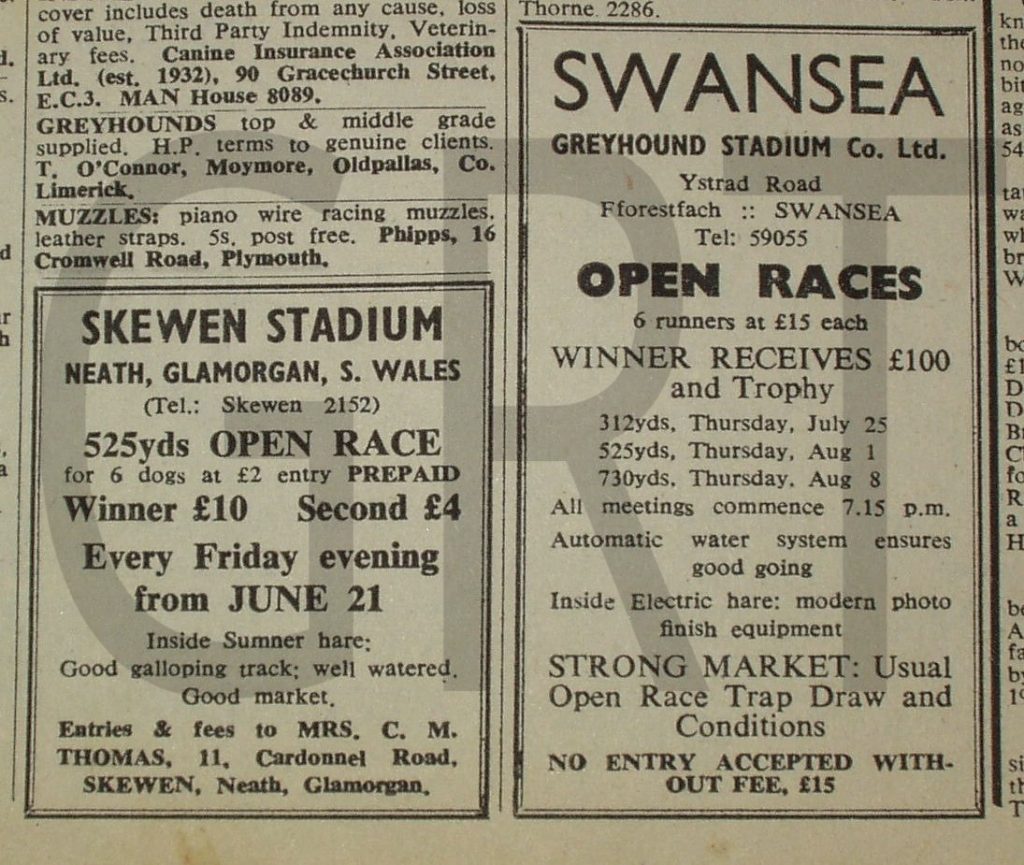 cover includes death from any cause, loss
of value, Third Party Indemnity, Veterin-
ary fees. Canine Insurance Association
Ltd. (est. 1932), 90 Gracechurch Street,
E.C.3. MAN House 8089.
GREYHOUNDS top & middle grade
supplied. H.P. terms to genuine clients.
T. O'Connor, Moymore, Oldpallas, Co.
Limerick.
MUZZLES: piano wire racing muzzles,
leather straps. 5s. post free. Phipps, 16
Cromwell Road, Plymouth.
SKEWEN STADIUM
NEATH, GLAMORGAN, S. WALES
(Tel.: Skewen 2152)
525yds OPEN RACE
for 6 dogs at £2 entry PREPAID
Winner £10 Second £4
Every Friday evening
from JUNE 21
Inside Sumner hare:
Good galloping track: well watered.
Good market.
Entries & fees to MRS. C. M.
THOMAS, 11, Cardonnel Road,
SKEWEN, Neath, Glamorgan.
Thorne 2286.
SWANSEA
GREYHOUND STADIUM Co. Ltd.
Ystrad Road
Fforestfach :: SWANSEA
Tel: 59055
OPEN RACES
6 runners at £15 each
WINNER RECEIVES £100
and Trophy
312yds, Thursday, July 25
525yds, Thursday, Aug 1
730yds, Thursday, Aug 8
All meetings commence 7.15 p.m.
Automatic water system ensures
good going
Inside Electric hare: modern photo
finish equipment
STRONG MARKET: Usual
Open Race Trap Draw and
Conditions
NO ENTRY ACCEPTED WITH-
OUT FEE, £15
GRI